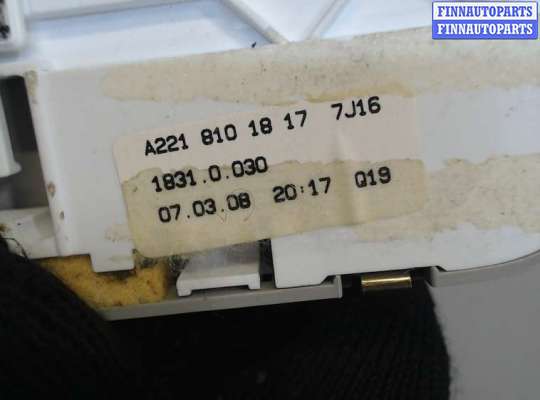 FINNAUTOPARTS
FINNAUTOPARTS
A221 810 18 17 7J16
1831.0.030
07.03.08 20:17 Q19